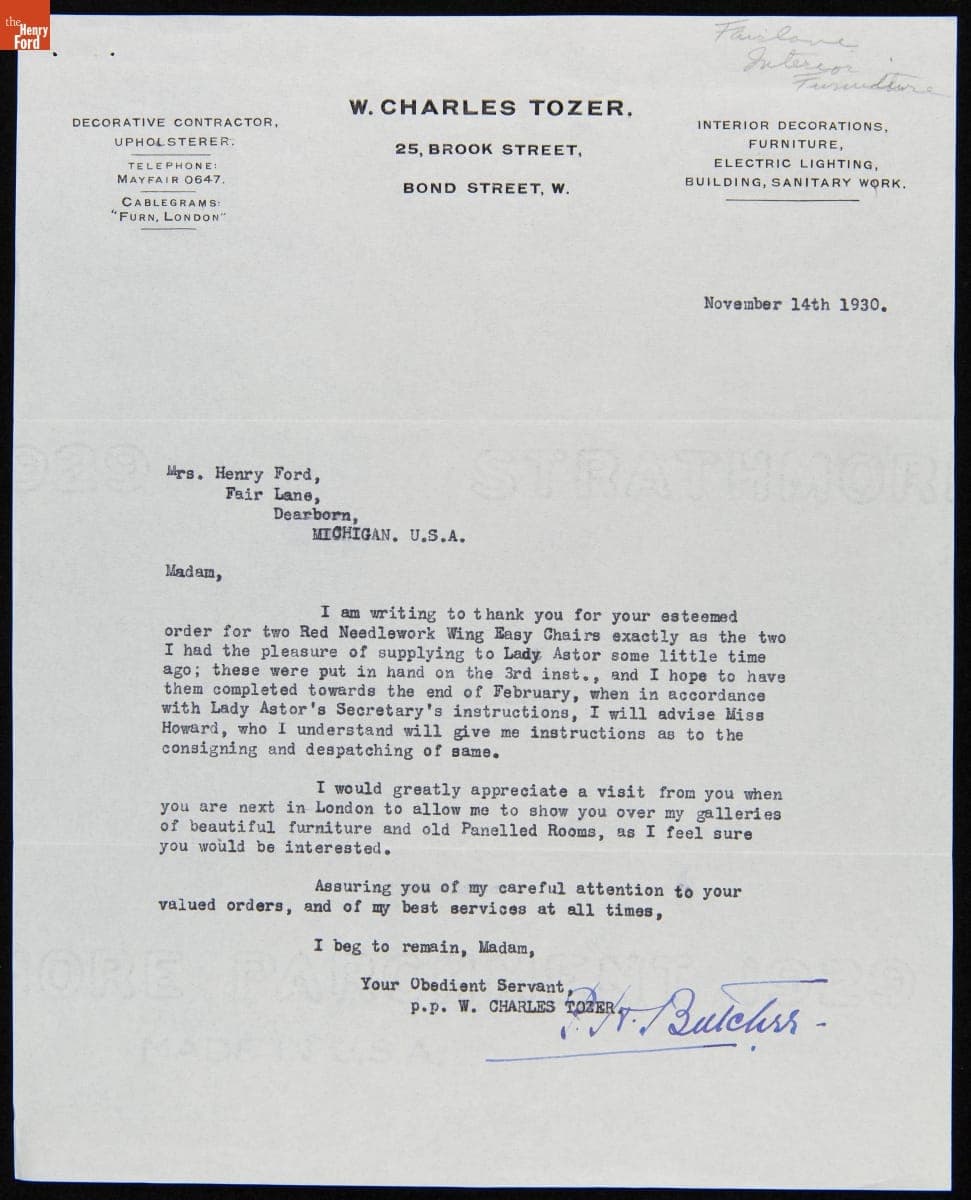 the
Henry
Ford
Fairlane
Interior
Furniture
W. CHARLES TOZER.
25, BROOK STREET,
BOND STREET, W.
DECORATIVE CONTRACTOR,
UPHOLSTERER.
TELEPHONE:
MAYFAIR 0647.
CABLEGRAMS:
"FURN, LONDON"
INTERIOR DECORATIONS,
FURNITURE,
ELECTRIC LIGHTING,
BUILDING, SANITARY WORK.
November 14th 1930.
Mrs. Henry Ford,
Fair Lane,
Dearborn,
MICHIGAN. U.S.A.
Madam,
I am writing to thank you for your esteemed
order for two Red Needlework Wing Easy Chairs exactly as the two
I had the pleasure of supplying to Lady Astor some little time
ago; these were put in hand on the 3rd inst., and I hope to have
them completed towards the end of February, when in accordance
with Lady Astor's Secretary's instructions, I will advise Miss
Howard, who I understand will give me instructions as to the
consigning and despatching of same.
I would greatly appreciate a visit from you when
you are next in London to allow me to show you over my galleries
of beautiful furniture and old Panelled Rooms, as I feel sure
you would be interested.
Assuring you of my careful attention to your
valued orders, and of my best services at all times,
I beg to remain, Madam,
Your Obedient Servant,
p.p. W. CHARLES TOZER.
Butcher